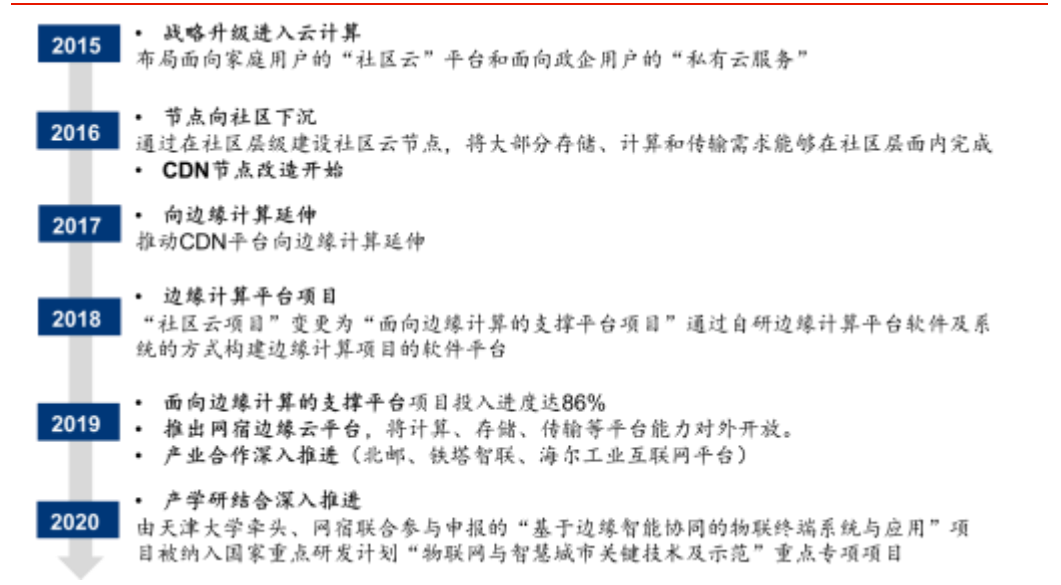 2015
• 战略升级进入云计算
布局面向家庭用户的“社区云”平台和面向政企用户的“私有云服务”
2016
• 节点向社区下沉
通过在社区层级建设社区云节点，将大部分存储、计算和传输需求能够在社区层面内完成
• CDN节点改造开始
2017
• 向边缘计算延伸
推动CDN平台向边缘计算延伸
2018
• 边缘计算平台项目
“社区云项目”变更为“面向边缘计算的支撑平台项目”通过自研边缘计算平台软件及系
统的方式构建边缘计算项目的软件平台
2019
• 面向边缘计算的支撑平台项目投入进度达86%
• 推出网宿边缘云平台，将计算、存储、传输等平台能力对外开放。
• 产业合作深入推进（北邮、铁塔智联、海尔工业互联网平台）
2020
• 产学研结合深入推进
由天津大学牵头、网宿联合参与申报的“基于边缘智能协同的物联终端系统与应用”项
目被纳入国家重点研发计划“物联网与智慧城市关键技术及示范”重点专项项目